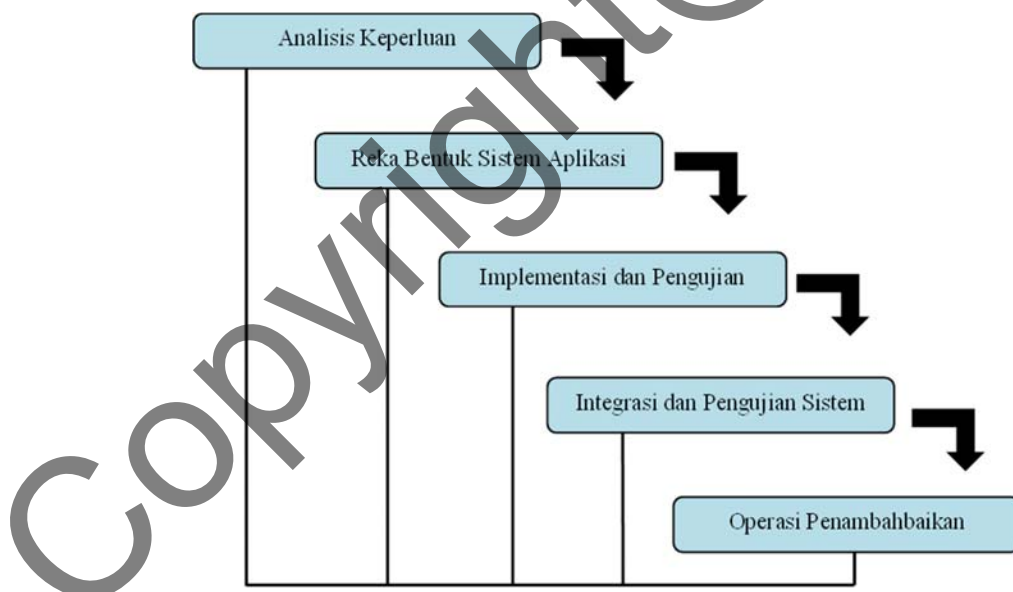 Analisis Keperluan
Reka Bentuk Sistem Aplikasi
Implementasi dan Pengujian
Integrasi dan Pengujian Sistem
Operasi Penambahbaikan
Copyright©